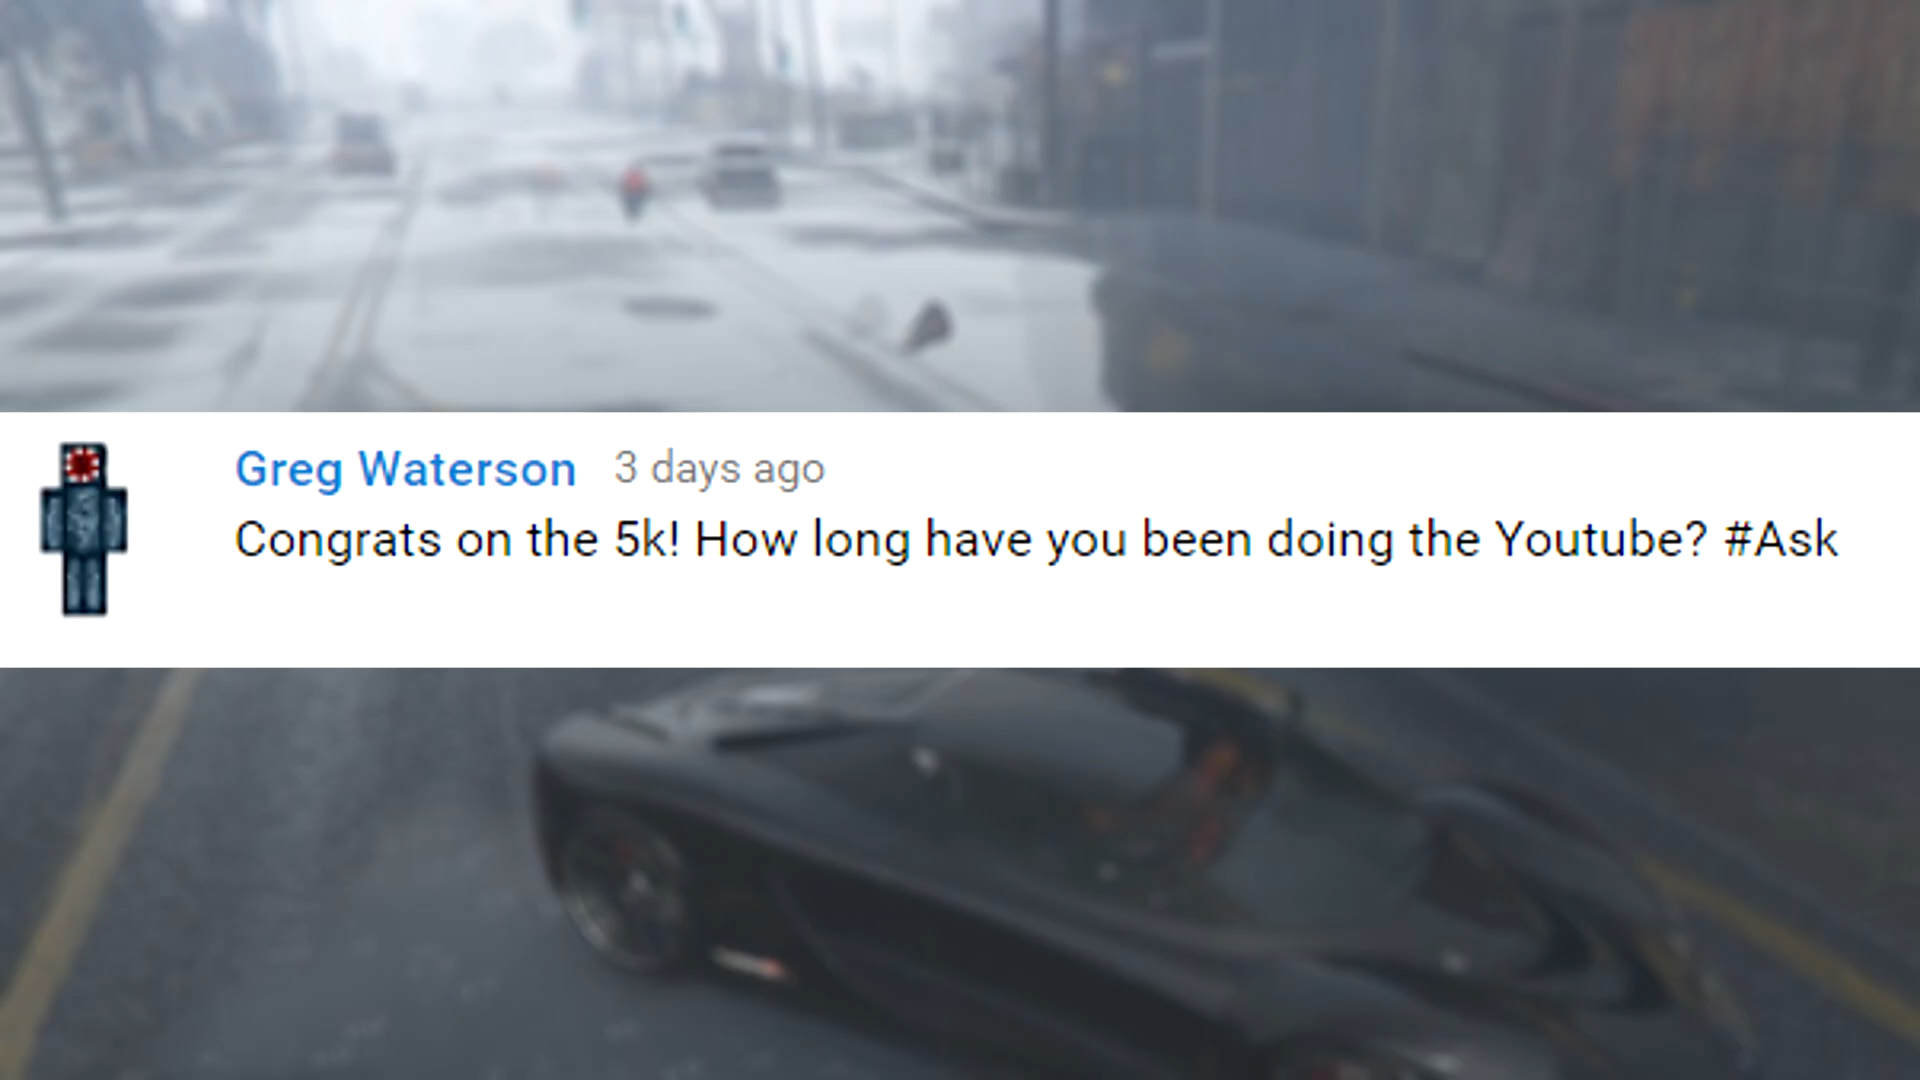 Greg Waterson 3 days ago
Congrats on the 5k! How long have you been doing the Youtube? #Ask